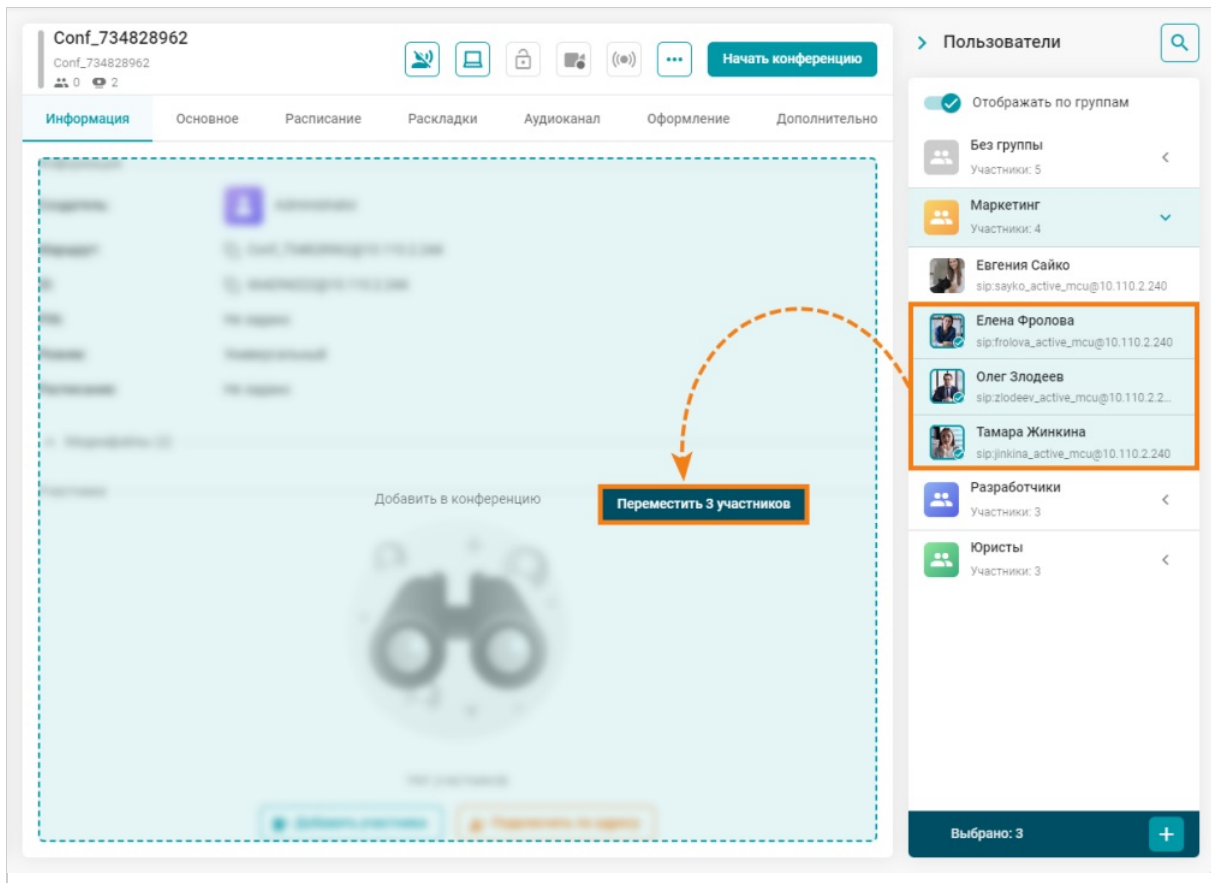 Conf_734828962
Conf_734828962
0 2
Начать конференцию
Информация Основное Расписание Раскладки Аудиоканал Оформление Дополнительно
Добавить в конференцию
Переместить 3 участников
Пользователи
Отображать по группам
Без группы
Участники: 5
Маркетинг
Участники: 4
Евгения Сайко
sip:sayko_active_mcu@10.110.2.240
Елена Фролова
sip:frolova_active_mcu@10.110.2.240
Олег Злодеев
sip:zlodeev_active_mcu@10.110.2.2...
Тамара Жинкина
sip:jinkina_active_mcu@10.110.2.240
Разработчики
Участники: 3
Юристы
Участники: 3
Выбрано: 3